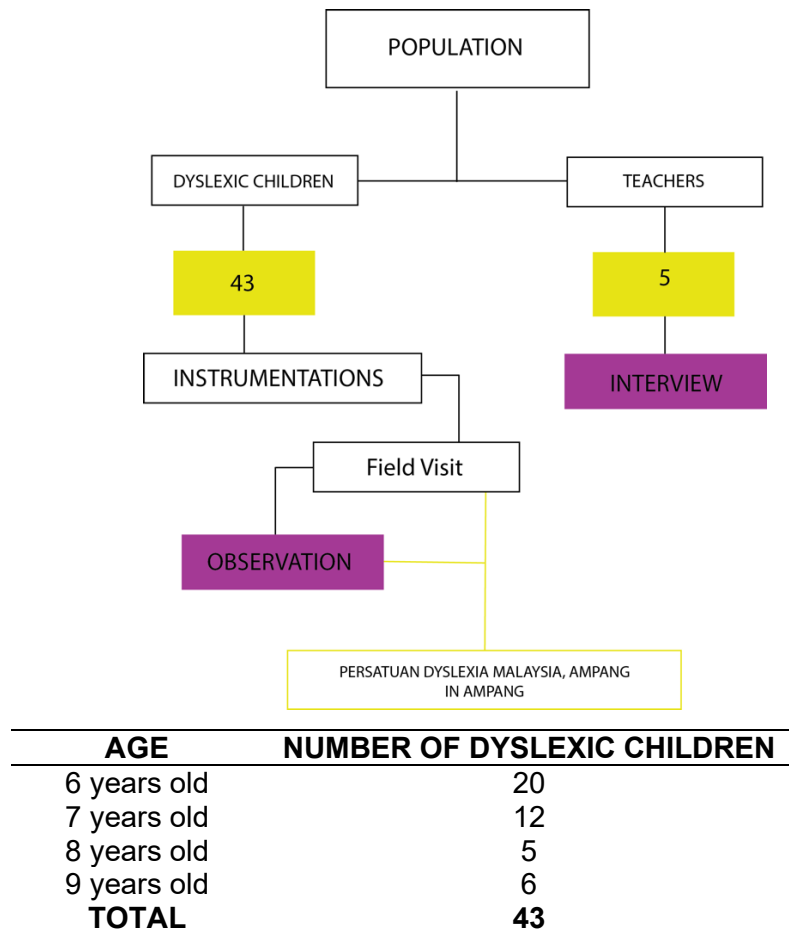 POPULATION
DYSLEXIC CHILDREN
TEACHERS
43
5
INSTRUMENTATIONS
INTERVIEW
Field Visit
OBSERVATION
PERSATUAN DYSLEXIA MALAYSIA, AMPANG
IN AMPANG
AGE NUMBER OF DYSLEXIC CHILDREN
6 years old 20
7 years old 12
8 years old 5
9 years old 6
TOTAL 43